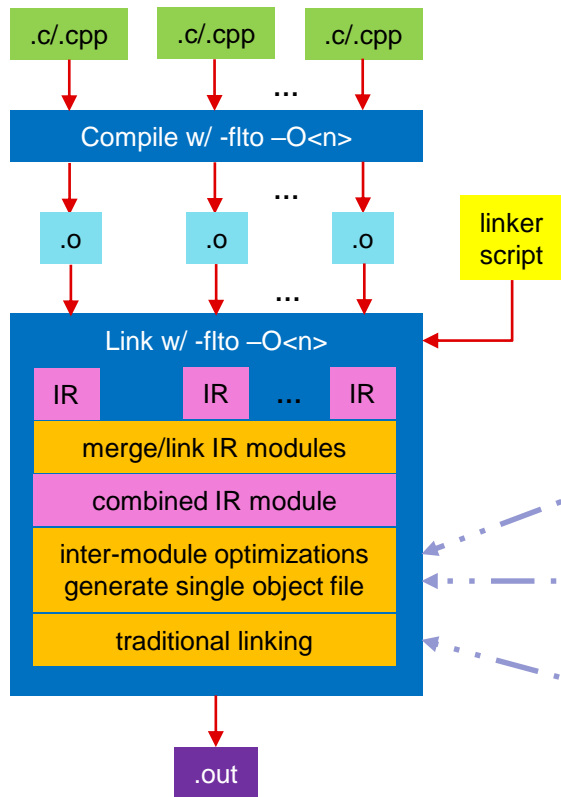 .c/.cpp .c/.cpp .c/.cpp
...
Compile w/ -flto –O<n>
...
.o .o .o
linker
script
...
Link w/ -flto –O<n>
IR IR ... IR
merge/link IR modules
combined IR module
inter-module optimizations
generate single object file
traditional linking
.out